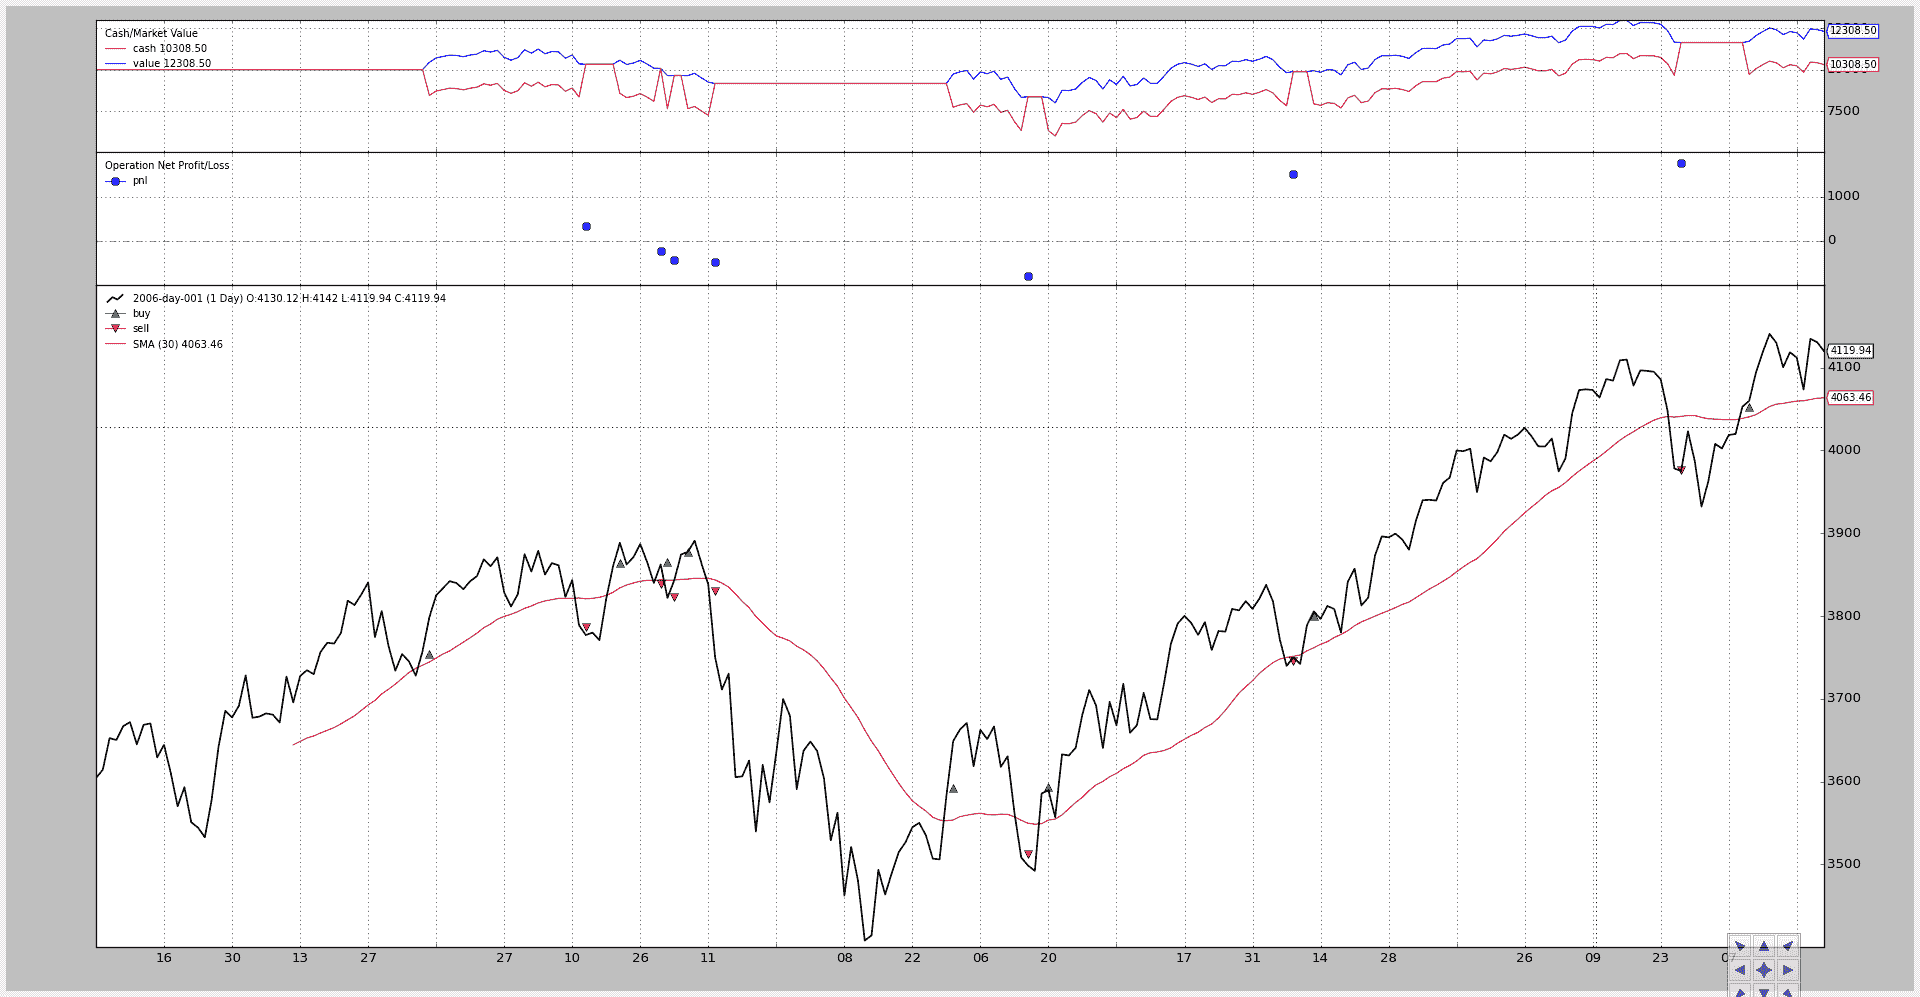 Cash/Market Value
cash 10308.50
value 12308.50
12308.50
10308.50
7500
Operation Net Profit/Loss
pnl
1000
0
2006-day-001 (1 Day) O:4130.12 H:4142 L:4119.94 C:4119.94
buy
sell
SMA (30) 4063.46
4119.94
4100
4063.46
4000
3900
3800
3700
3600
3500
16 30 13 27 27 10 26 11 08 22 06 20 17 31 14 28 26 09 23